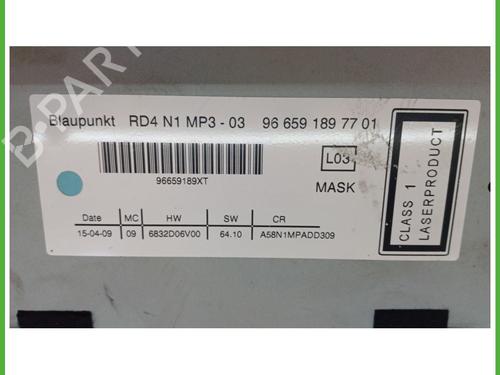 Blaupunkt RD4 N1 MP3 - 03 96 659 189 77 01
96659189XT
L03
MASK
CLASS 1
LASERPRODUCT
Date MC HW SW CR
15-04-09 09 6832D06V00 64.10 A58N1MPADD309
B-PARTS